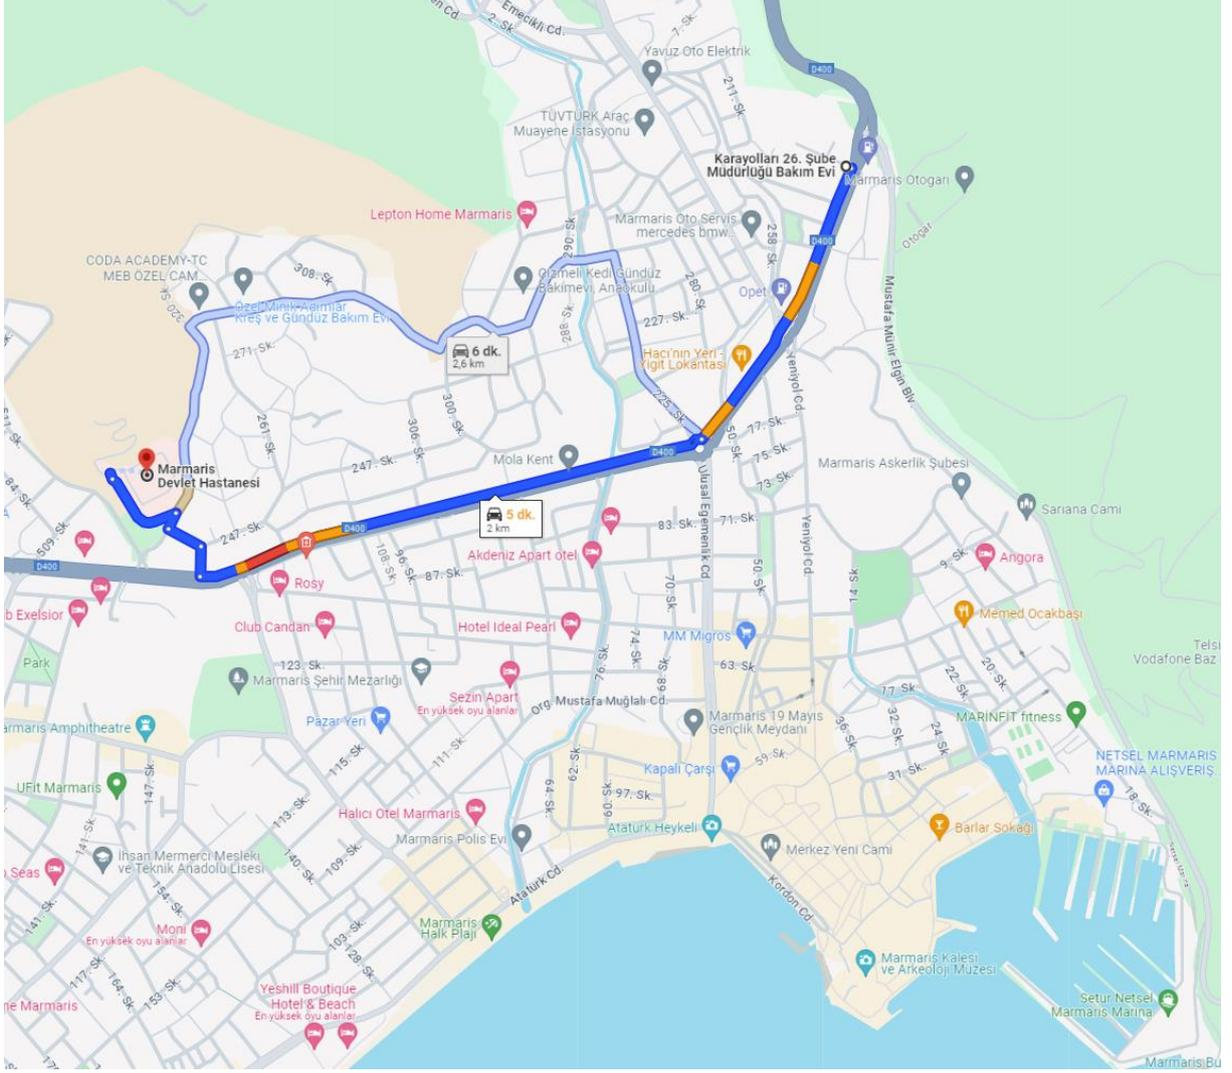 en Cd.
2. Sk.
Emecikli Cd.
1. Sk.
Yavuz Oto Elektrik
D400
211. Sk.
TÜVTÜRK Araç
Muayene İstasyonu
Karayolları 26. Şube
Müdürlüğü Bakım Evi
Marmaris Otogarı
Lepton Home Marmaris
290. Sk
Marmaris Oto Servis
mercedes bmw...
258. Sk.
D400
Otogar
CODA ACADEMY-TC
MEB ÖZEL ÇAM...
308. Sk.
320. Sk.
Çizmeli Kedi Gündüz
Bakımevi, Anaokulu
280. Sk.
Opet
Mustafa Münir Elgin Blv.
Özel Minik Adımlar
Kreş ve Gündüz Bakım Evi
227. Sk.
288. Sk.
271. Sk.
6 dk.
2,6 km
Hacı'nın Yeri -
Yiğit Lokantası
Yeniyol Cd.
225. Sk.
300. Sk.
261. Sk.
306. Sk.
77. Sk.
50. Sk.
75. Sk.
73. Sk.
D400
Mola Kent
247. Sk.
Marmaris
Devlet Hastanesi
Marmaris Askerlik Şubesi
511. Sk.
84. Sk.
509. Sk.
Ulusal Egemenlik Cd
Sarıana Cami
5 dk.
2 km
247. Sk.
D400
83. Sk.
71. Sk.
Yeniyol Cd.
108. Sk.
96. Sk.
87. Sk.
Akdeniz Apart otel
9. Sk.
Angora
D400
Rosy
70. Sk.
50. Sk.
14. Sk
b Exelsior
Club Candan
Hotel Ideal Pearl
MM Migros
Memed Ocakbaşı
74. Sk.
76. Sk.
Park
123. Sk.
Marmaris Şehir Mezarlığı
63. Sk.
68. Sk.
20. Sk.
22. Sk.
Telsi
Vodafone Baz
Sezin Apart
En yüksek oyu alanlar
Org. Mustafa Muğlalı Cd.
77 Sk
Pazar Yeri
armaris Amphitheatre
Marmaris 19 Mayıs
Gençlik Meydanı
36. Sk.
32. Sk.
24. Sk.
MARINFIT fitness
111. Sk.
115. Sk.
Kapalı Çarşı
59. Sk.
31. Sk.
NETSEL MARMARIS
MARINA ALIŞVERİŞ...
UFit Marmaris
147. Sk.
62. Sk.
64. Sk.
60. Sk.
97. Sk.
18. Sk.
113. Sk.
141. Sk.
Halıcı Otel Marmaris
Marmaris Polis Evi
Atatürk Heykeli
Barlar Sokağı
Merkez Yeni Cami
Seas
İhsan Mermerci Mesleki
ve Teknik Anadolu Lisesi
140. Sk.
109. Sk.
Atatürk Cd.
Kordon Cd.
154. Sk.
141. Sk.
Moni
En yüksek oyu alanlar
Marmaris
Halk Plajı
103. Sk.
128. Sk.
Marmaris Kalesi
ve Arkeoloji Müzesi
117. Sk.
164. Sk.
153. Sk.
Yeshill Boutique
Hotel & Beach
En yüksek oyu alanlar
ne Marmaris
Setur Netsel
Marmaris Marina
Marmaris Bu